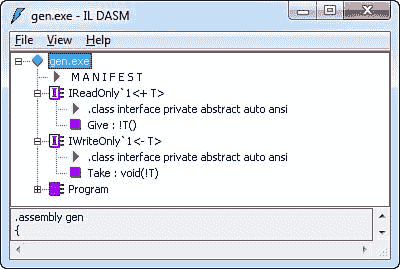 gen.exe - IL DASM
File View Help
gen.exe
M A N I F E S T
IReadOnly`1<+ T>
.class interface private abstract auto ansi
Give : !T()
IWriteOnly`1<- T>
.class interface private abstract auto ansi
Take : void(!T)
Program
.assembly gen
{